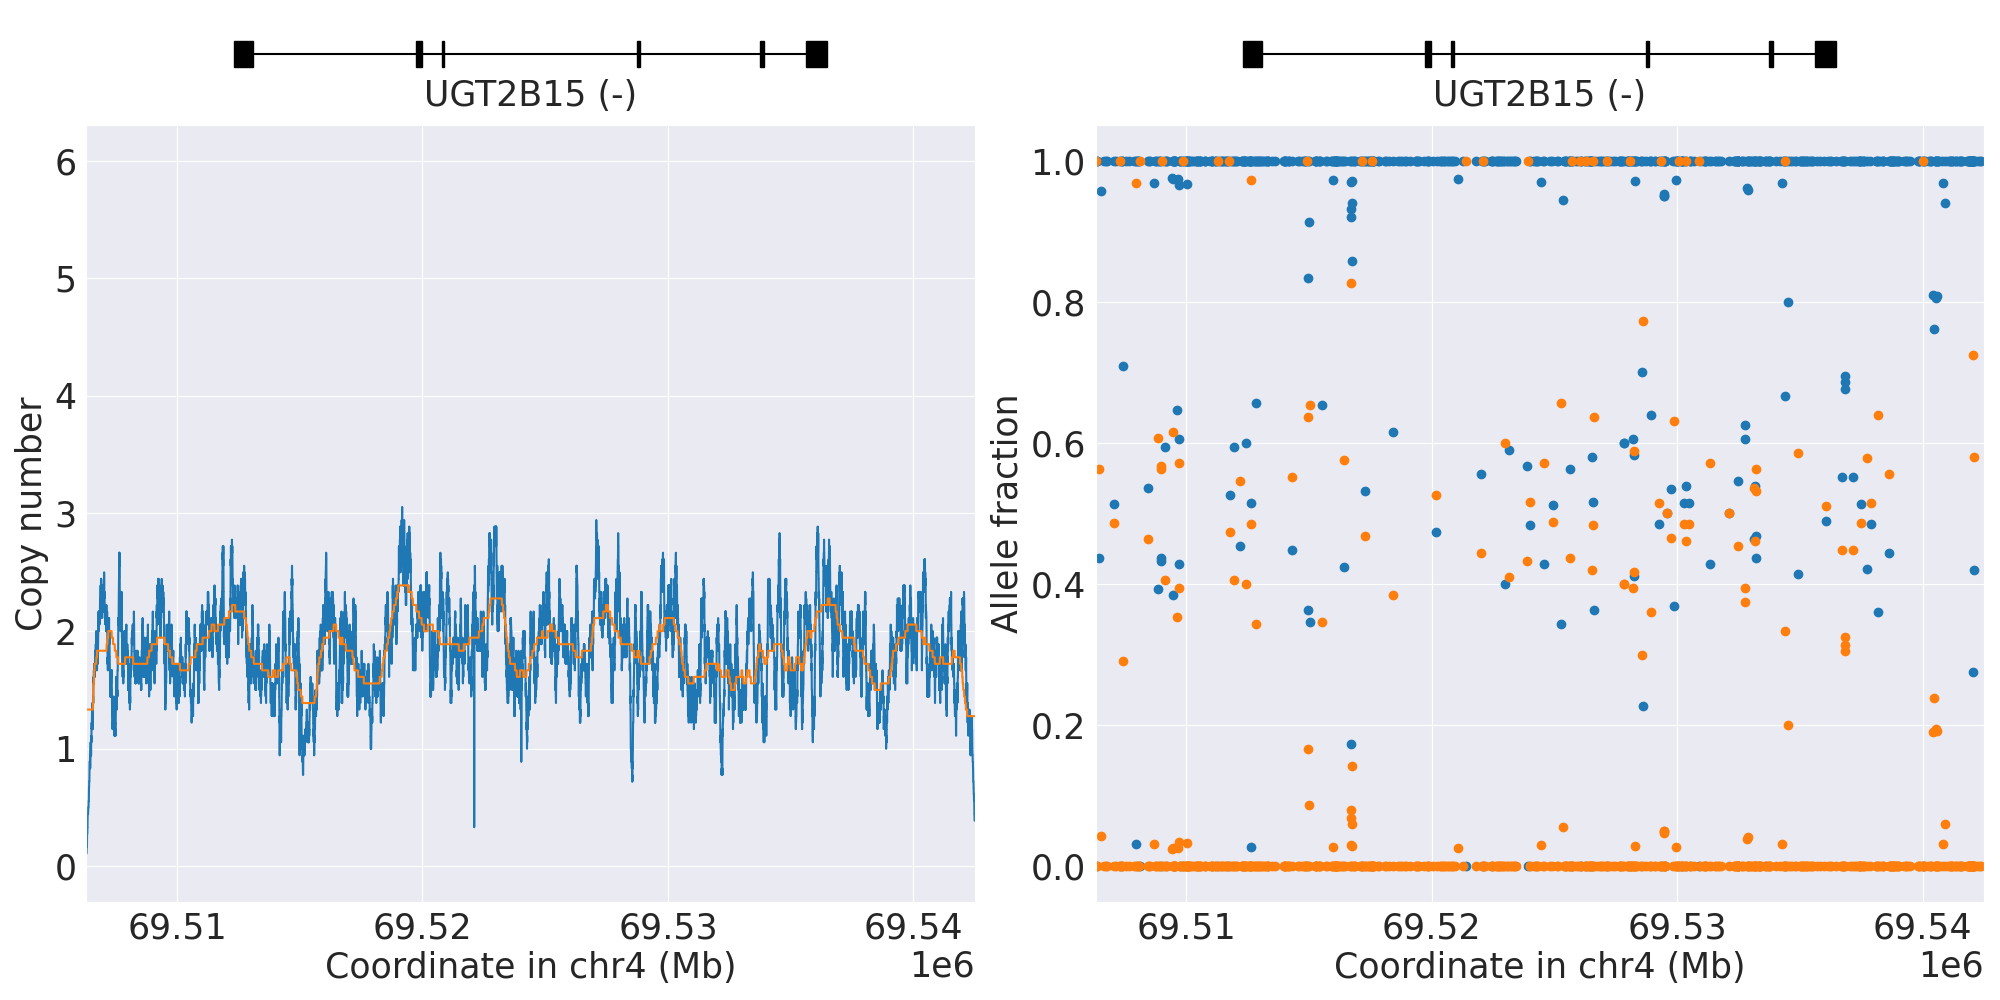 UGT2B15 (-)
6
5
4
3
2
1
0
Copy number
69.51 69.52 69.53 69.54
Coordinate in chr4 (Mb)
1e6
UGT2B15 (-)
1.0
0.8
0.6
0.4
0.2
0.0
Allele fraction
69.51 69.52 69.53 69.54
Coordinate in chr4 (Mb)
1e6